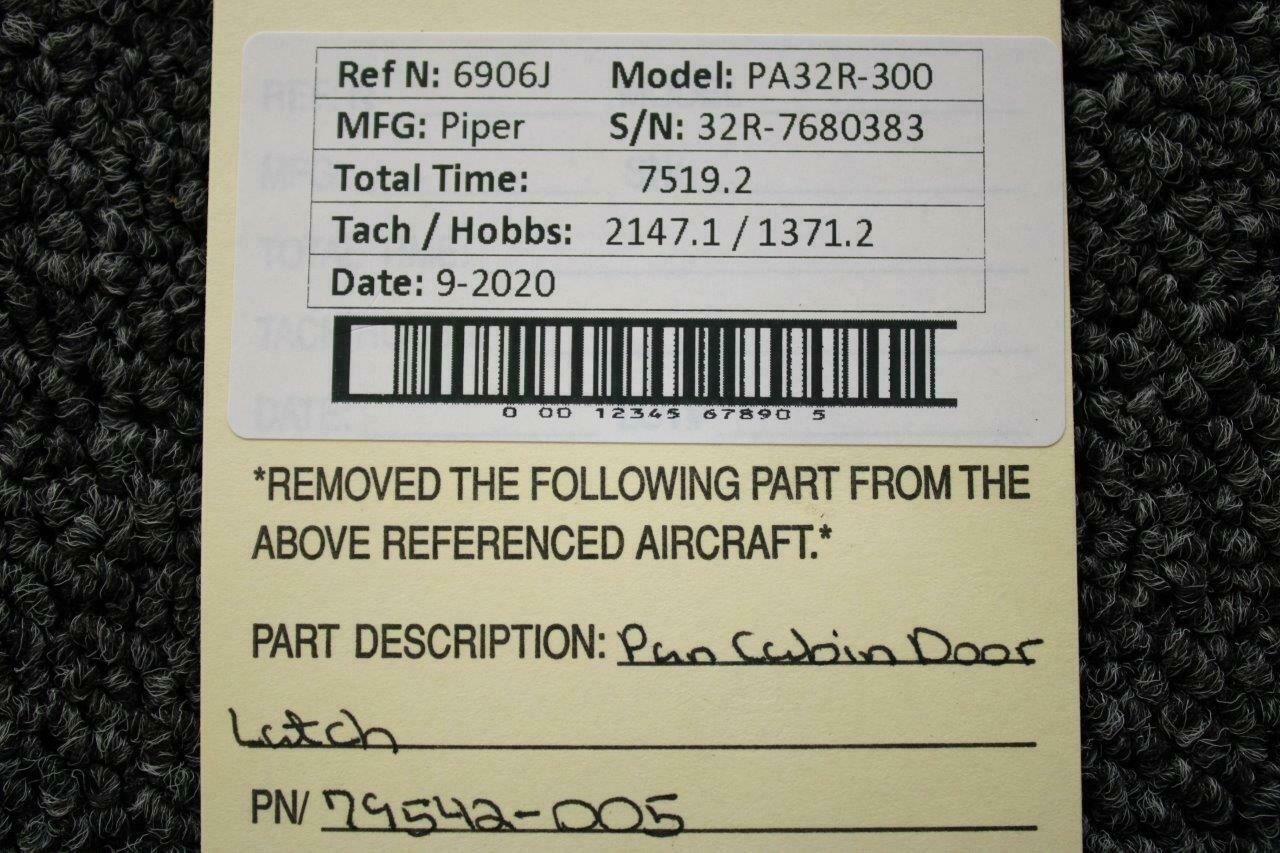 Ref N: 6906J Model: PA32R-300
MFG: Piper S/N: 32R-7680383
Total Time: 7519.2
Tach / Hobbs: 2147.1 / 1371.2
Date: 9-2020
0 00 12345 67890 5
*REMOVED THE FOLLOWING PART FROM THE
ABOVE REFERENCED AIRCRAFT.*
PART DESCRIPTION: Pan Cabin Door
Latch
PN/ 79542-005